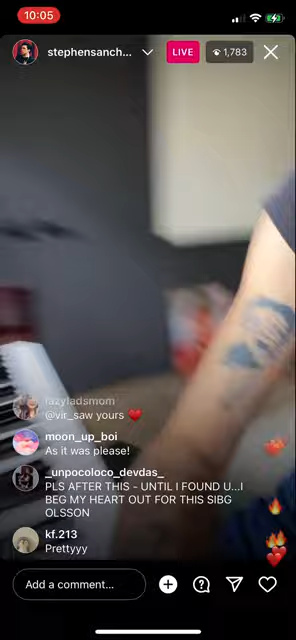 10:05
stephensanch...
LIVE
1,783
lazyladsmom
@vir_saw yours ❤️
moon_up_boi
As it was please!
_unpocoloco_devdas_
PLS AFTER THIS - UNTIL I FOUND U...I
BEG MY HEART OUT FOR THIS SIBG
OLSSON
kf.213
Prettyyy
Add a comment...